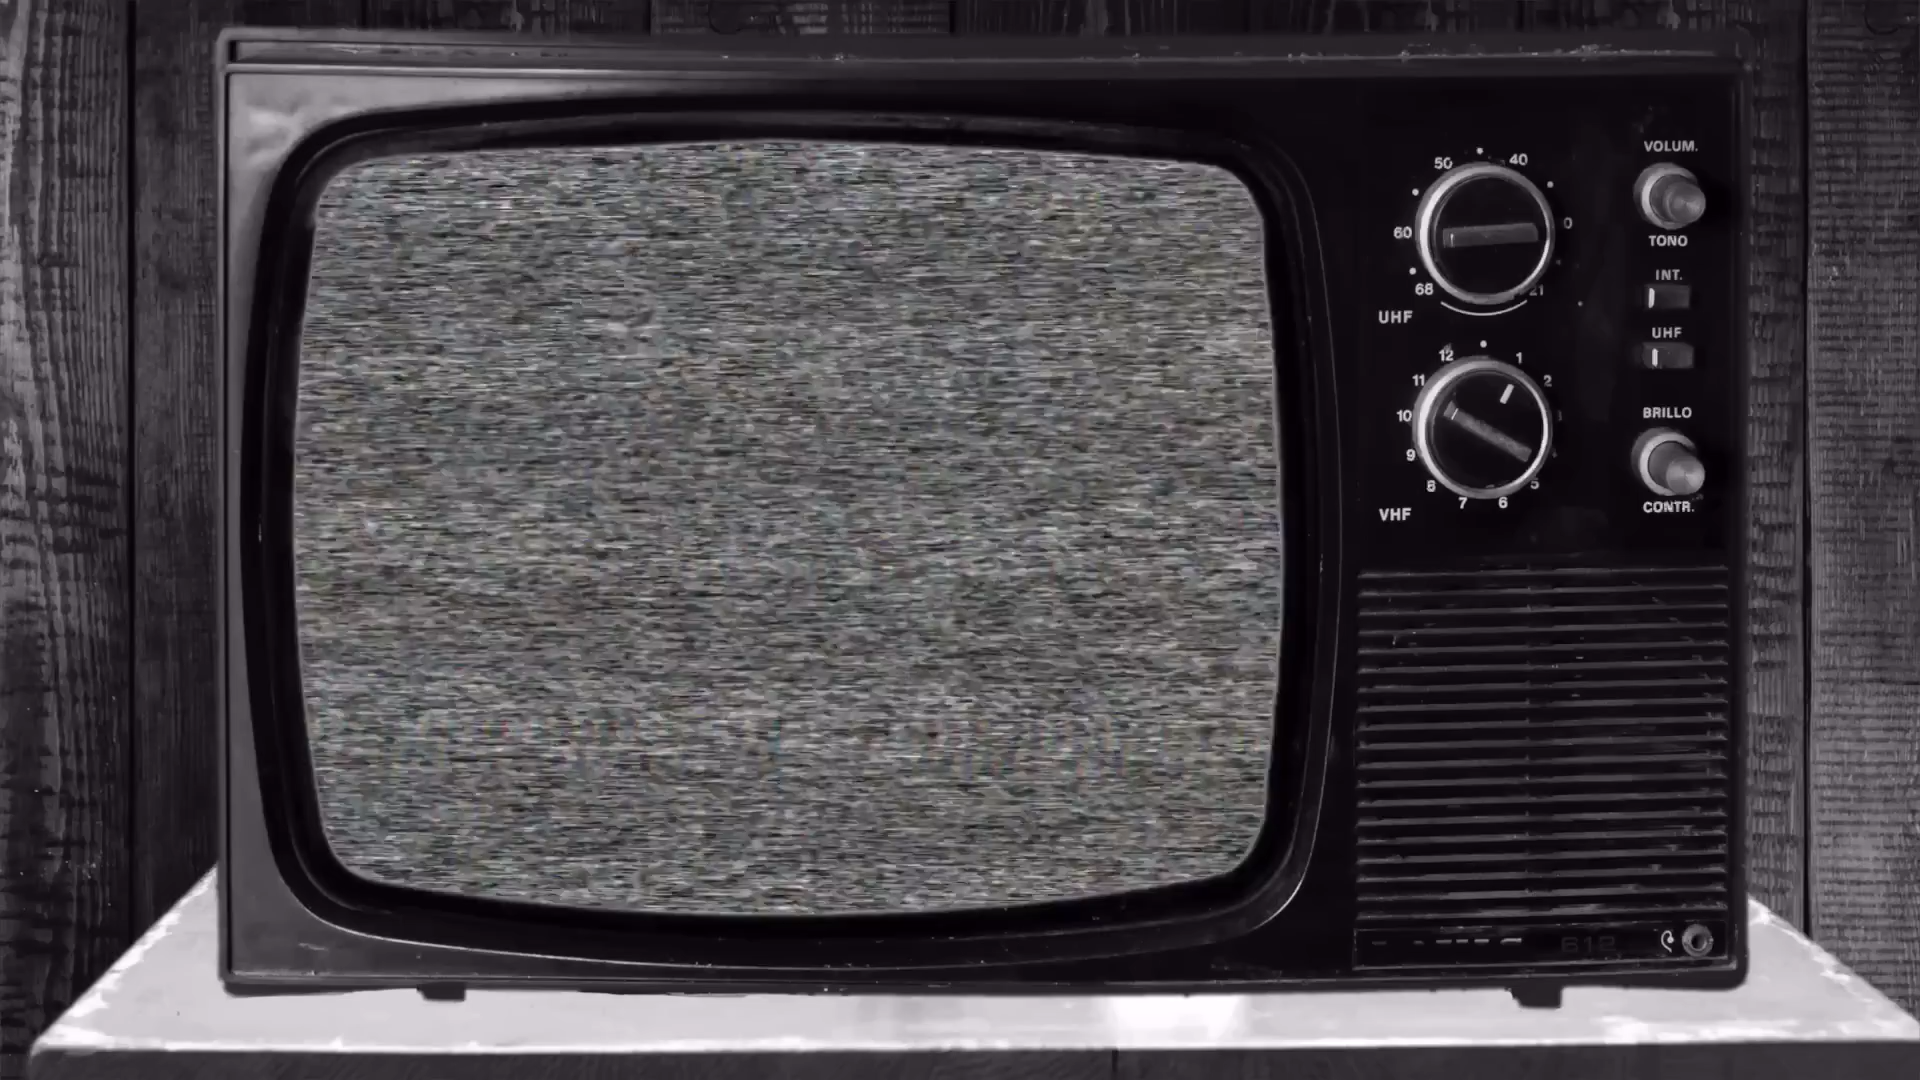 50 40
60 0
68 21
UHF
12 1
11 2
10
9
8 5
7 6
VHF
VOLUM.
TONO
INT.
UHF
BRILLO
CONTR.
612